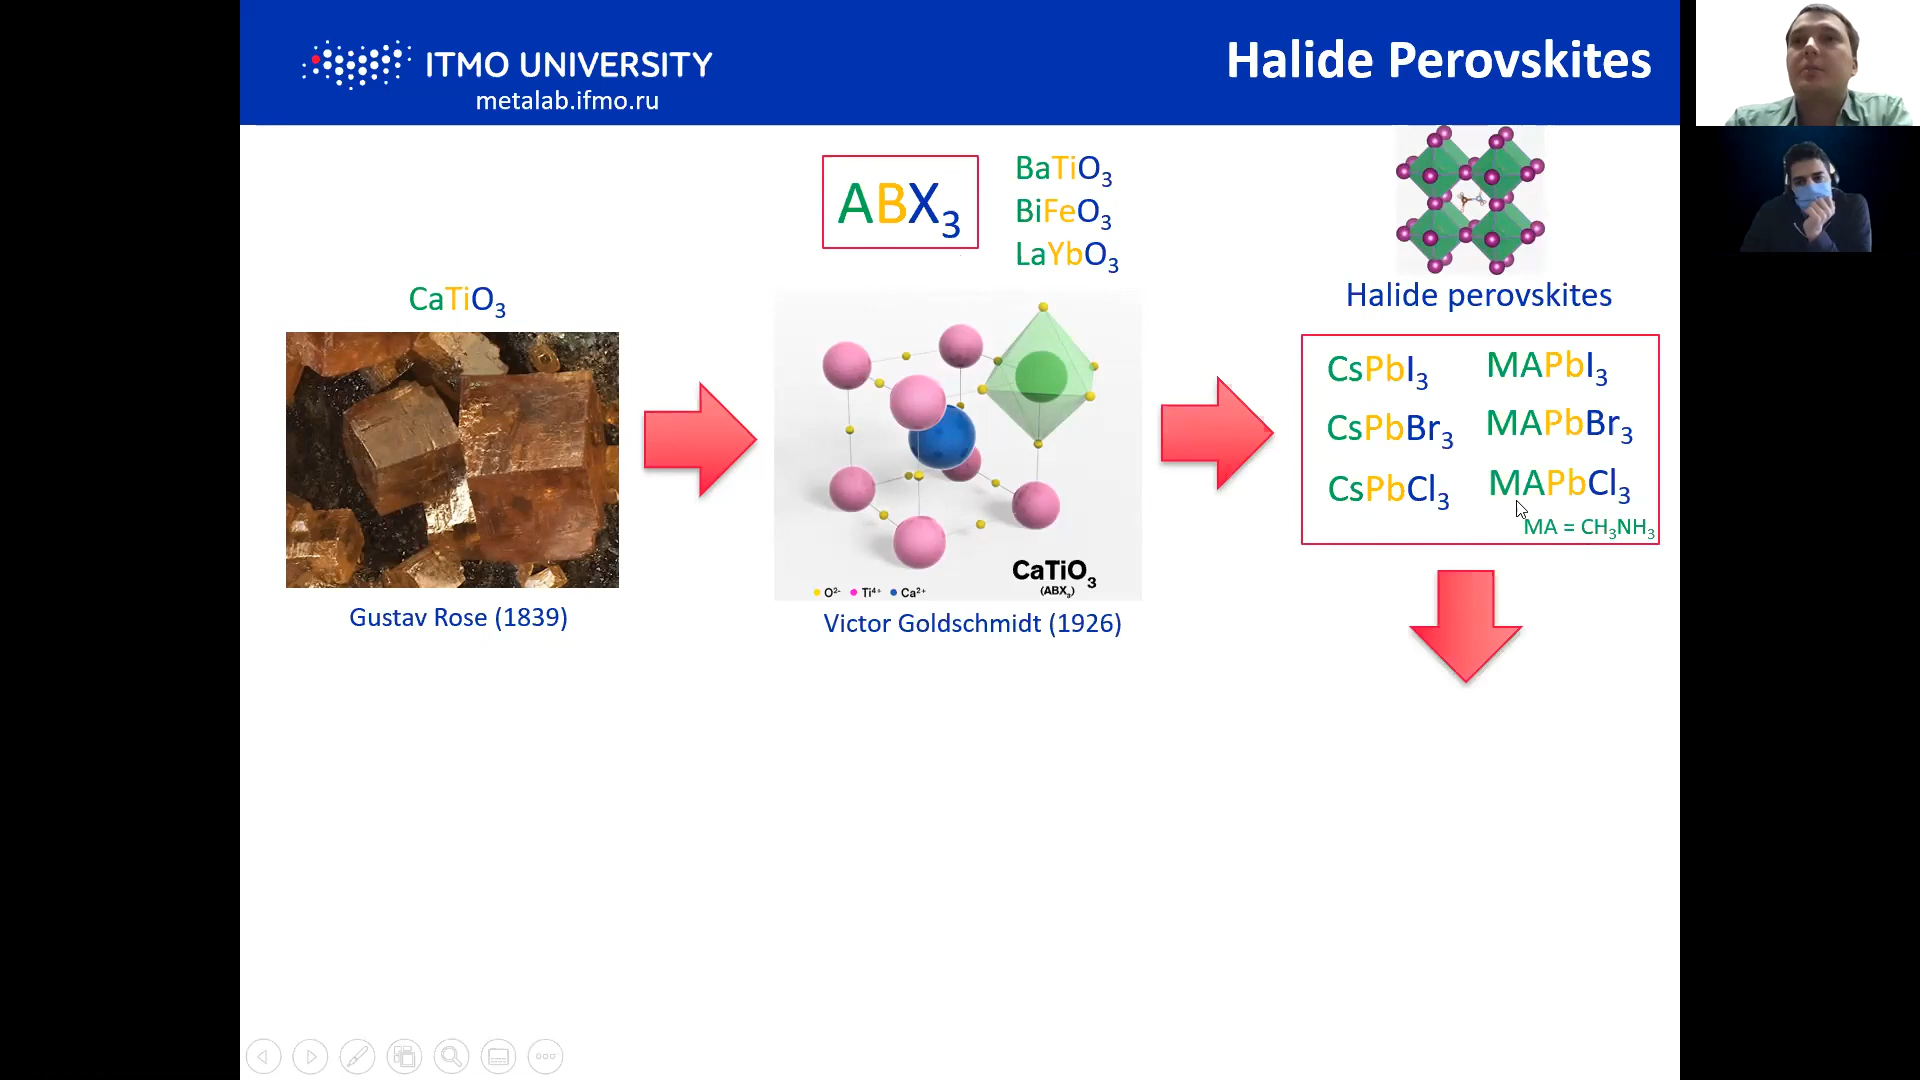 ITMO UNIVERSITY
metalab.ifmo.ru
Halide Perovskites
CaTiO3
Gustav Rose (1839)
ABX3
BaTiO3
BiFeO3
LaYbO3
CaTiO3
(ABX3)
O2- Ti4+ Ca2+
Victor Goldschmidt (1926)
Halide perovskites
CsPbI3 MAPbI3
CsPbBr3 MAPbBr3
CsPbCl3 MAPbCl3
MA = CH3NH3